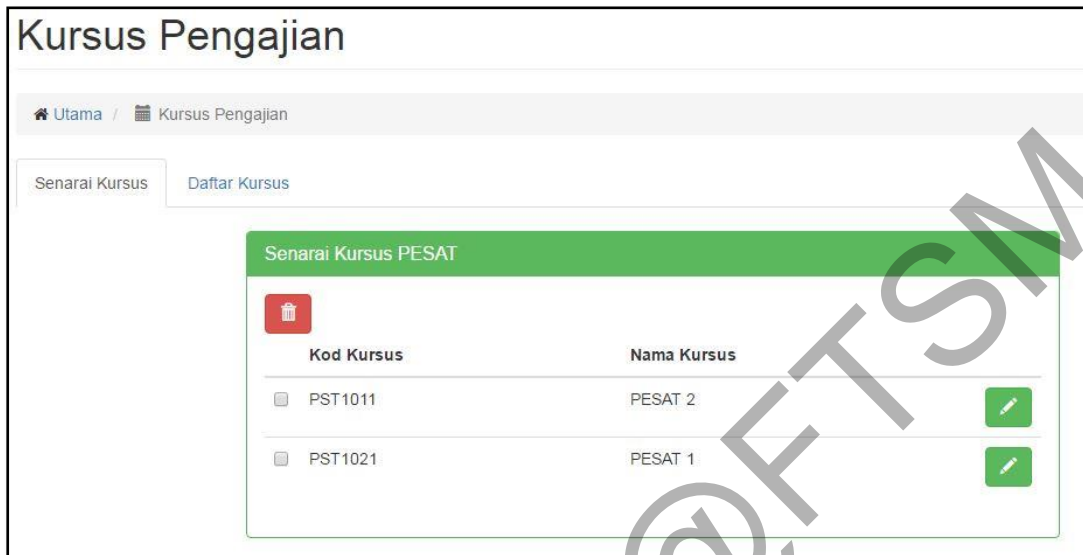 Kursus Pengajian
Utama / Kursus Pengajian
Senarai Kursus Daftar Kursus
Senarai Kursus PESAT
Kod Kursus Nama Kursus
PST1011 PESAT 2
PST1021 PESAT 1
@FTSM